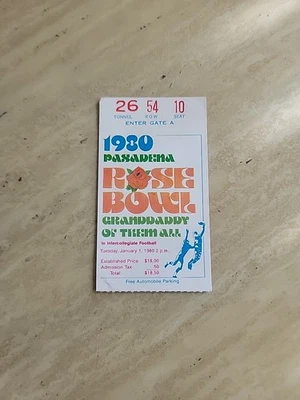 26 54 10
TUNNEL ROW SEAT
ENTER GATE A
1980
PASADENA
ROSE
BOWL
GRANDDADDY
OF THEM ALL
In Intercollegiate Football
Tuesday, January 1, 1980 2 p.m.
Established Price: $18.00
Admission Tax .50
Total: $18.50
Free Automobile Parking